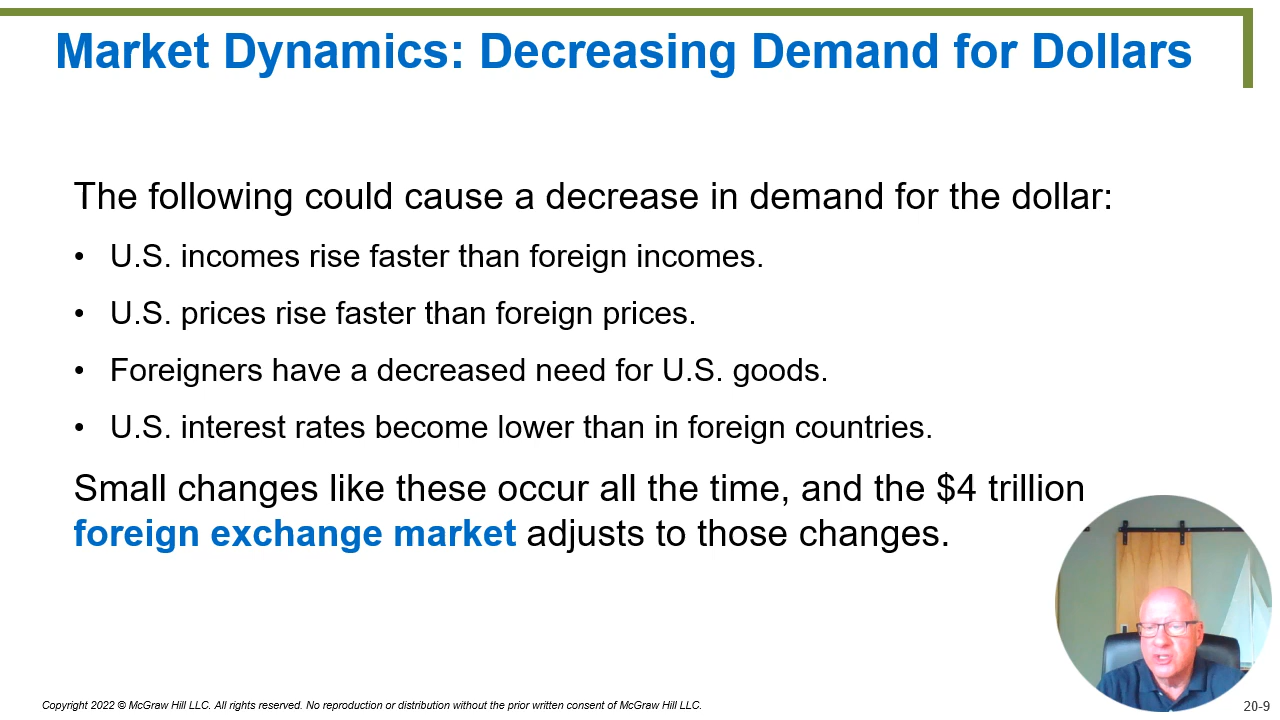 Market Dynamics: Decreasing Demand for Dollars
The following could cause a decrease in demand for the dollar:
• U.S. incomes rise faster than foreign incomes.
• U.S. prices rise faster than foreign prices.
• Foreigners have a decreased need for U.S. goods.
• U.S. interest rates become lower than in foreign countries.
Small changes like these occur all the time, and the $4 trillion
foreign exchange market adjusts to those changes.
Copyright 2022 © McGraw Hill LLC. All rights reserved. No reproduction or distribution without the prior written consent of McGraw Hill LLC.
20-9